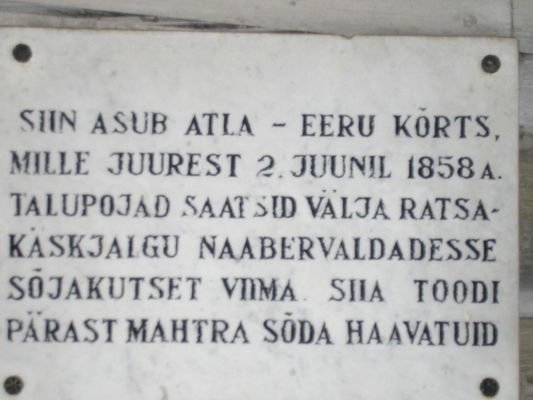 SIIN ASUB ATLA - EERU KÕRTS,
MILLE JUUREST 2. JUUNIL 1858 A.
TALUPOJAD SAATSID VÄLJA RATSA-
KÄSKJALGU NAABERVALDADESSE
SÕJAKUTSET VIIMA. SIIA TOODI
PÄRAST MAHTRA SÕDA HAAVATUID